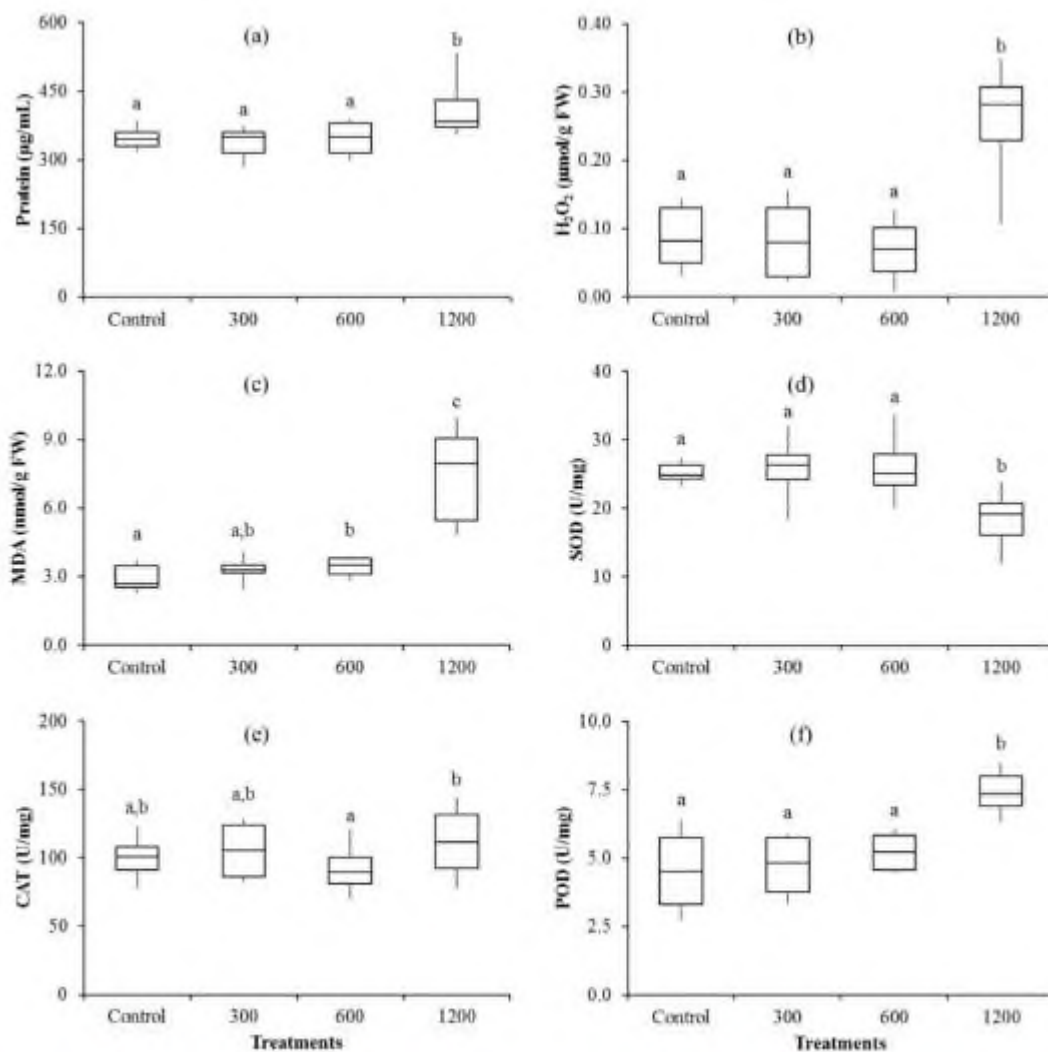 (a)
Protein (µg/mL)
600
450
300
150
0
a
a
a
b
Control 300 600 1200
(b)
H₂O₂ (µmol/g FW)
0.40
0.30
0.20
0.10
0.00
a
a
a
b
Control 300 600 1200
(c)
MDA (nmol/g FW)
12.0
9.0
6.0
3.0
0.0
a
a,b
b
c
Control 300 600 1200
(d)
SOD (U/mg)
40
30
20
10
0
a
a
a
b
Control 300 600 1200
(e)
CAT (U/mg)
200
150
100
50
0
a,b
a,b
a
b
Control 300 600 1200
Treatments
(f)
POD (U/mg)
10.0
7.5
5.0
2.5
0.0
a
a
a
b
Control 300 600 1200
Treatments